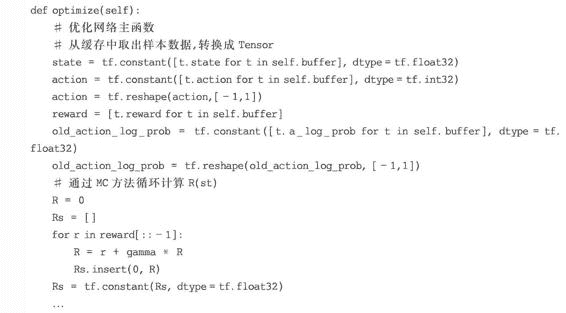 def optimize(self):
# 优化网络主函数
# 从缓存中取出样本数据,转换成 Tensor
state = tf.constant([t.state for t in self.buffer], dtype = tf.float32)
action = tf.constant([t.action for t in self.buffer], dtype = tf.int32)
action = tf.reshape(action,[ - 1,1])
reward = [t.reward for t in self.buffer]
old_action_log_prob = tf.constant([t.a_log_prob for t in self.buffer], dtype = tf.
float32)
old_action_log_prob = tf.reshape(old_action_log_prob, [ - 1,1])
# 通过 MC 方法循环计算 R(st)
R = 0
Rs = []
for r in reward[:: - 1]:
R = r + gamma * R
Rs.insert(0, R)
Rs = tf.constant(Rs, dtype = tf.float32)
…